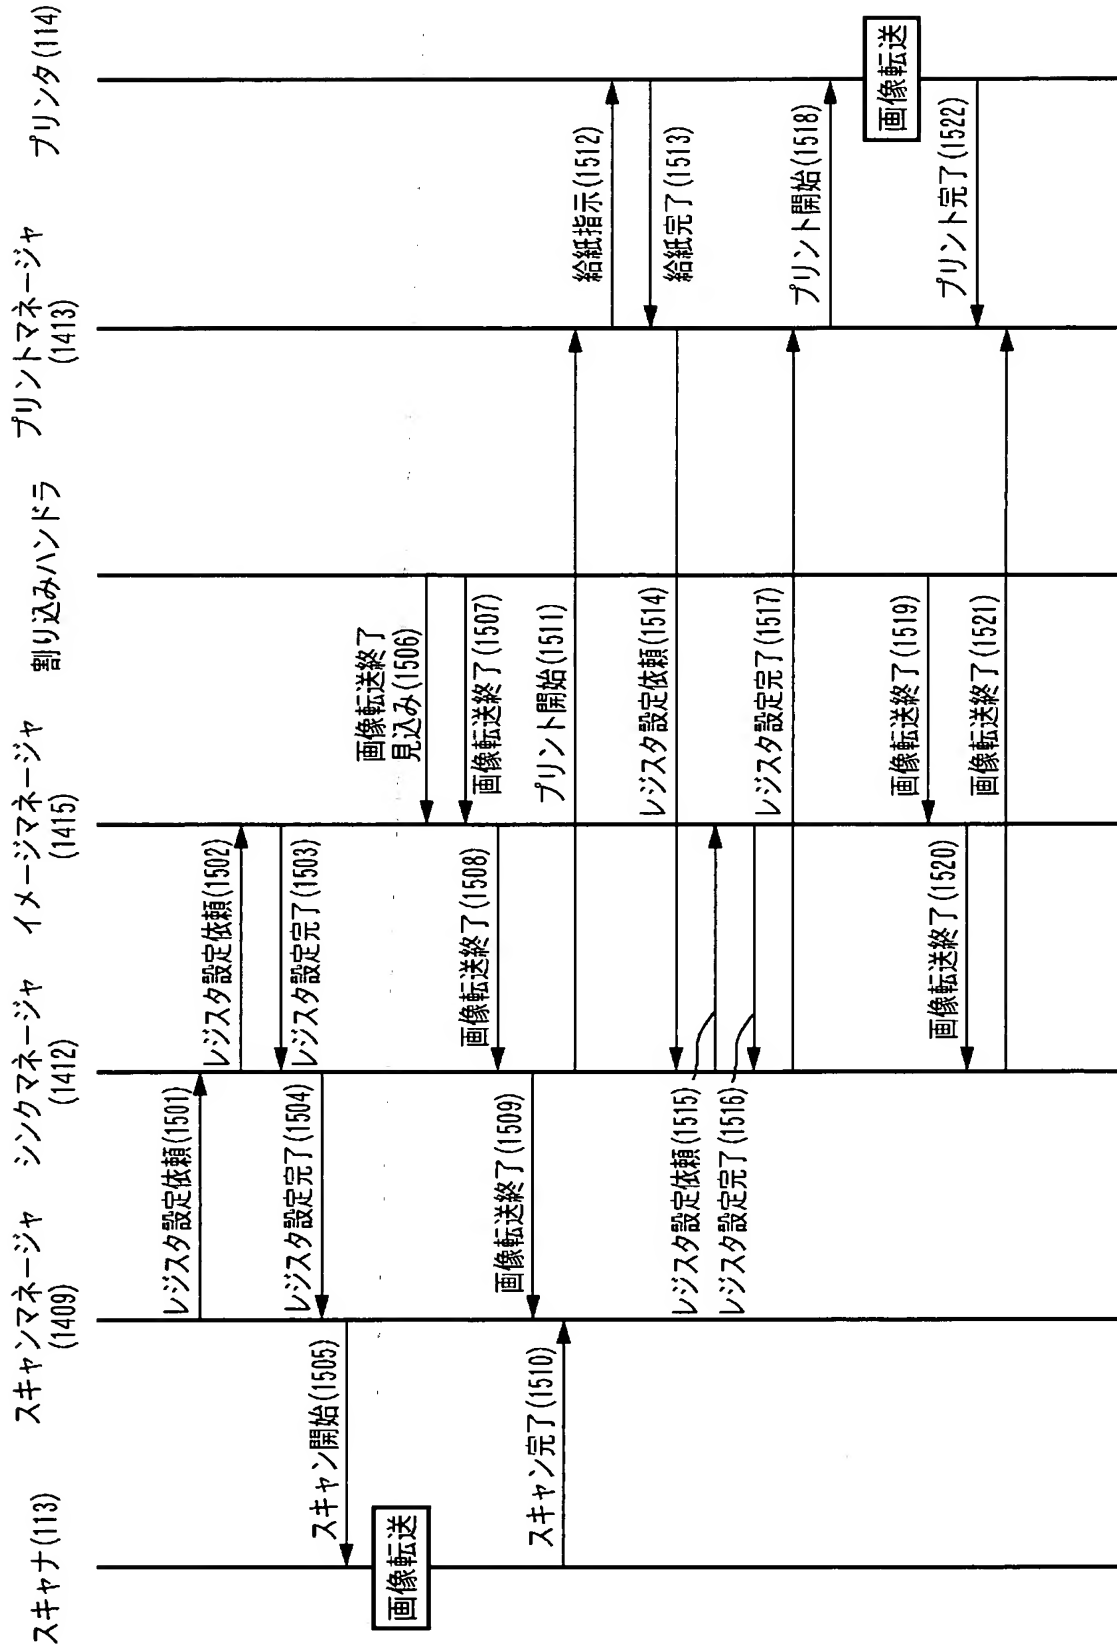 スキャナ(113)
スキャンマネージャ
(1409)
シンクマネージャ
(1412)
イメージマネージャ
(1415)
割り込みハンドラ
プリントマネージャ
(1413)
プリンタ(114)
レジスタ設定依頼(1501)
レジスタ設定依頼(1502)
レジスタ設定完了(1503)
レジスタ設定完了(1504)
スキャン開始(1505)
画像転送
画像転送終了
見込み(1506)
画像転送終了(1507)
画像転送終了(1508)
画像転送終了(1509)
スキャン完了(1510)
プリント開始(1511)
給紙指示(1512)
給紙完了(1513)
レジスタ設定依頼(1514)
レジスタ設定依頼(1515)
レジスタ設定完了(1516)
レジスタ設定完了(1517)
プリント開始(1518)
画像転送
画像転送終了(1519)
画像転送終了(1520)
画像転送終了(1521)
プリント完了(1522)